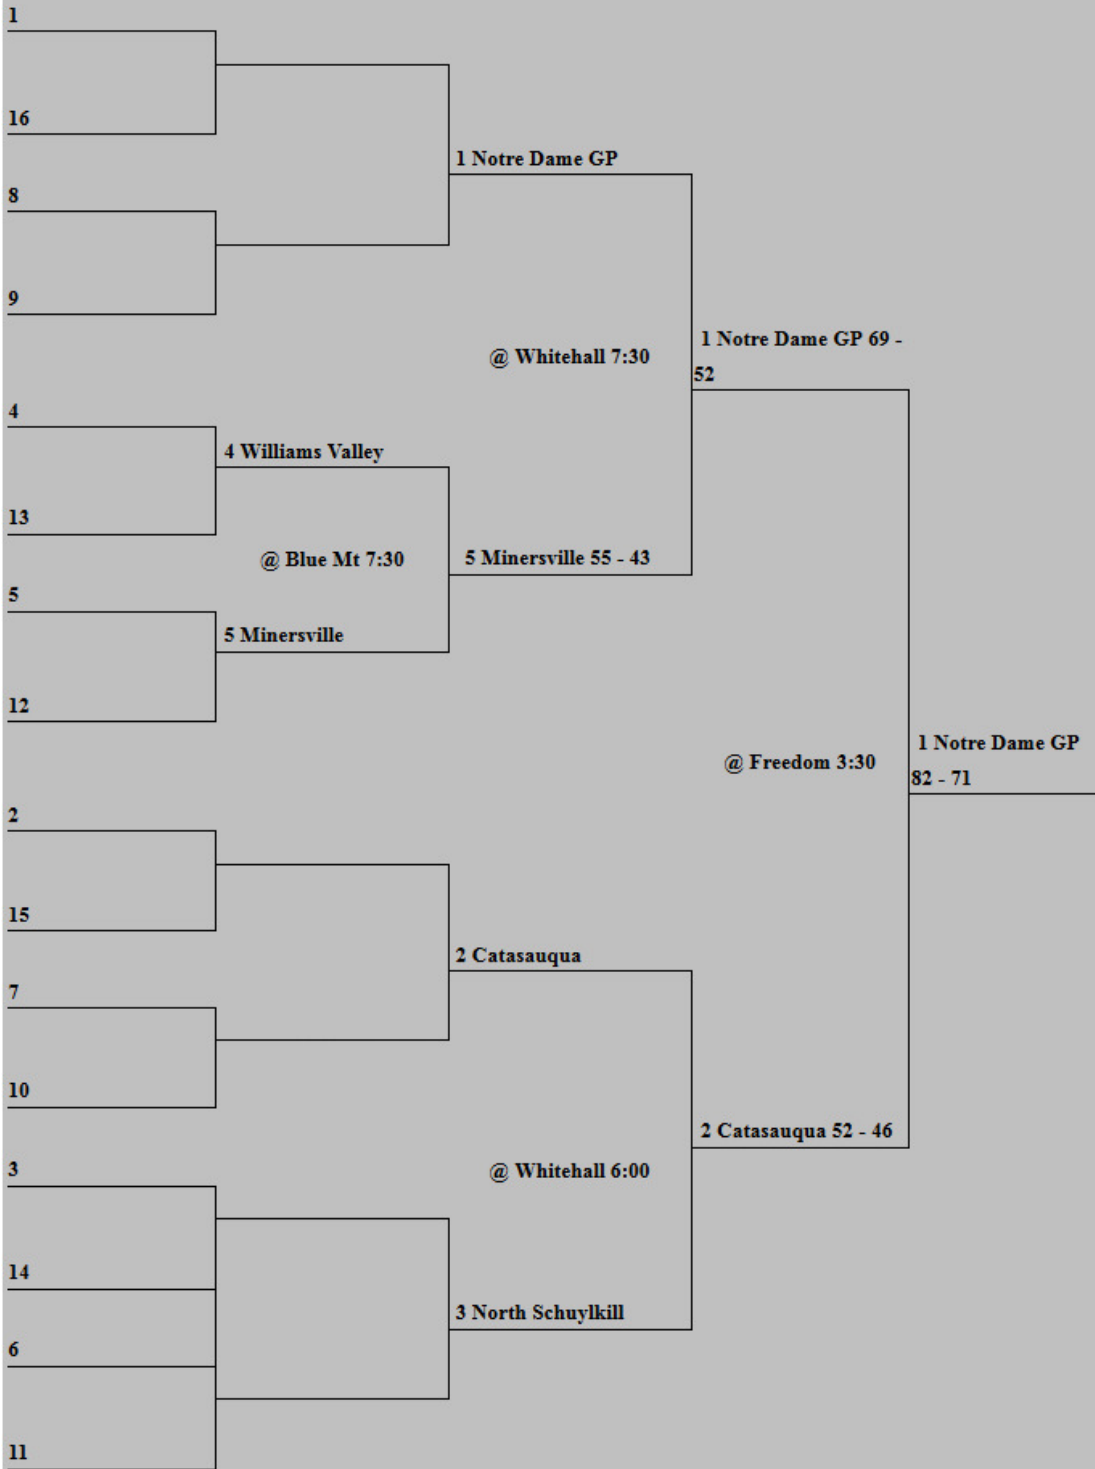 1
16
1 Notre Dame GP
8
9
1 Notre Dame GP 69 -
52
@ Whitehall 7:30
4
4 Williams Valley
13
@ Blue Mt 7:30
5 Minersville 55 - 43
5
5 Minersville
12
1 Notre Dame GP
82 - 71
@ Freedom 3:30
2
15
2 Catasauqua
7
10
2 Catasauqua 52 - 46
@ Whitehall 6:00
3
14
3 North Schuylkill
6
11